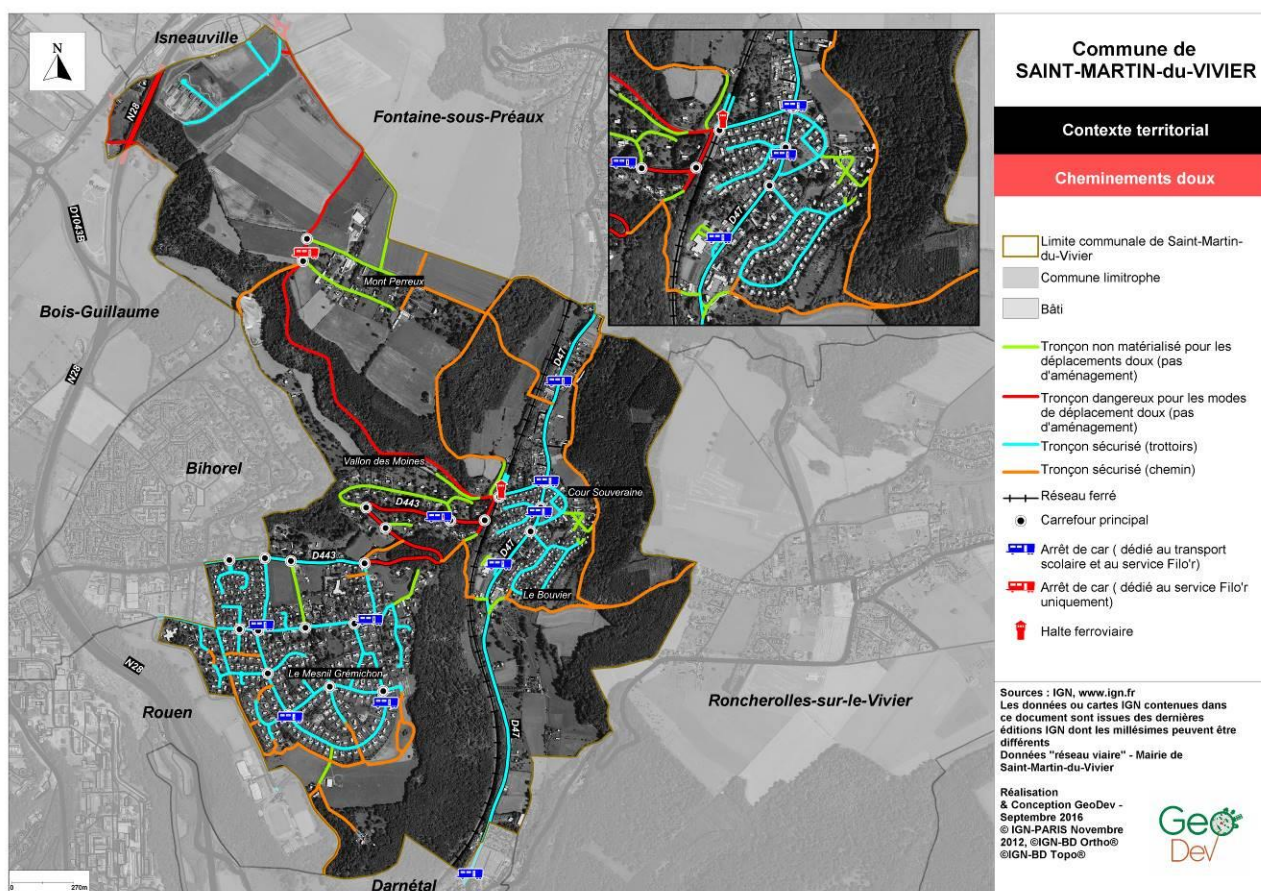 Commune de
SAINT-MARTIN-du-VIVIER
Contexte territorial
Cheminements doux
Limite communale de Saint-Martin-
du-Vivier
Commune limitrophe
Bâti
Tronçon non matérialisé pour les
déplacements doux (pas
d'aménagement)
Tronçon dangereux pour les modes
de déplacement doux (pas
d'aménagement)
Tronçon sécurisé (trottoirs)
Tronçon sécurisé (chemin)
Réseau ferré
Carrefour principal
Arrêt de car ( dédié au transport
scolaire et au service Filo'r)
Arrêt de car ( dédié au service Filo'r
uniquement)
Halte ferroviaire
Sources : IGN, www.ign.fr
Les données ou cartes IGN contenues dans
ce document sont issues des dernières
éditions IGN dont les millésimes peuvent être
différents
Données "réseau viaire" - Mairie de
Saint-Martin-du-Vivier
Réalisation
& Conception GeoDev -
Septembre 2016
© IGN-PARIS Novembre
2012, ©IGN-BD Ortho®
©IGN-BD Topo®
GeoDev
N
Isneauville
N28
Fontaine-sous-Préaux
D1043B
Mont Perreux
Bois-Guillaume
N28
D47
D47
Bihorel
Vallon des Moines
D443
Cour Souveraine
D443
D47
Le Bouvier
Le Mesnil Grémichon
N28
Rouen
Roncherolles-sur-le-Vivier
D47
Darnétal
0 270m